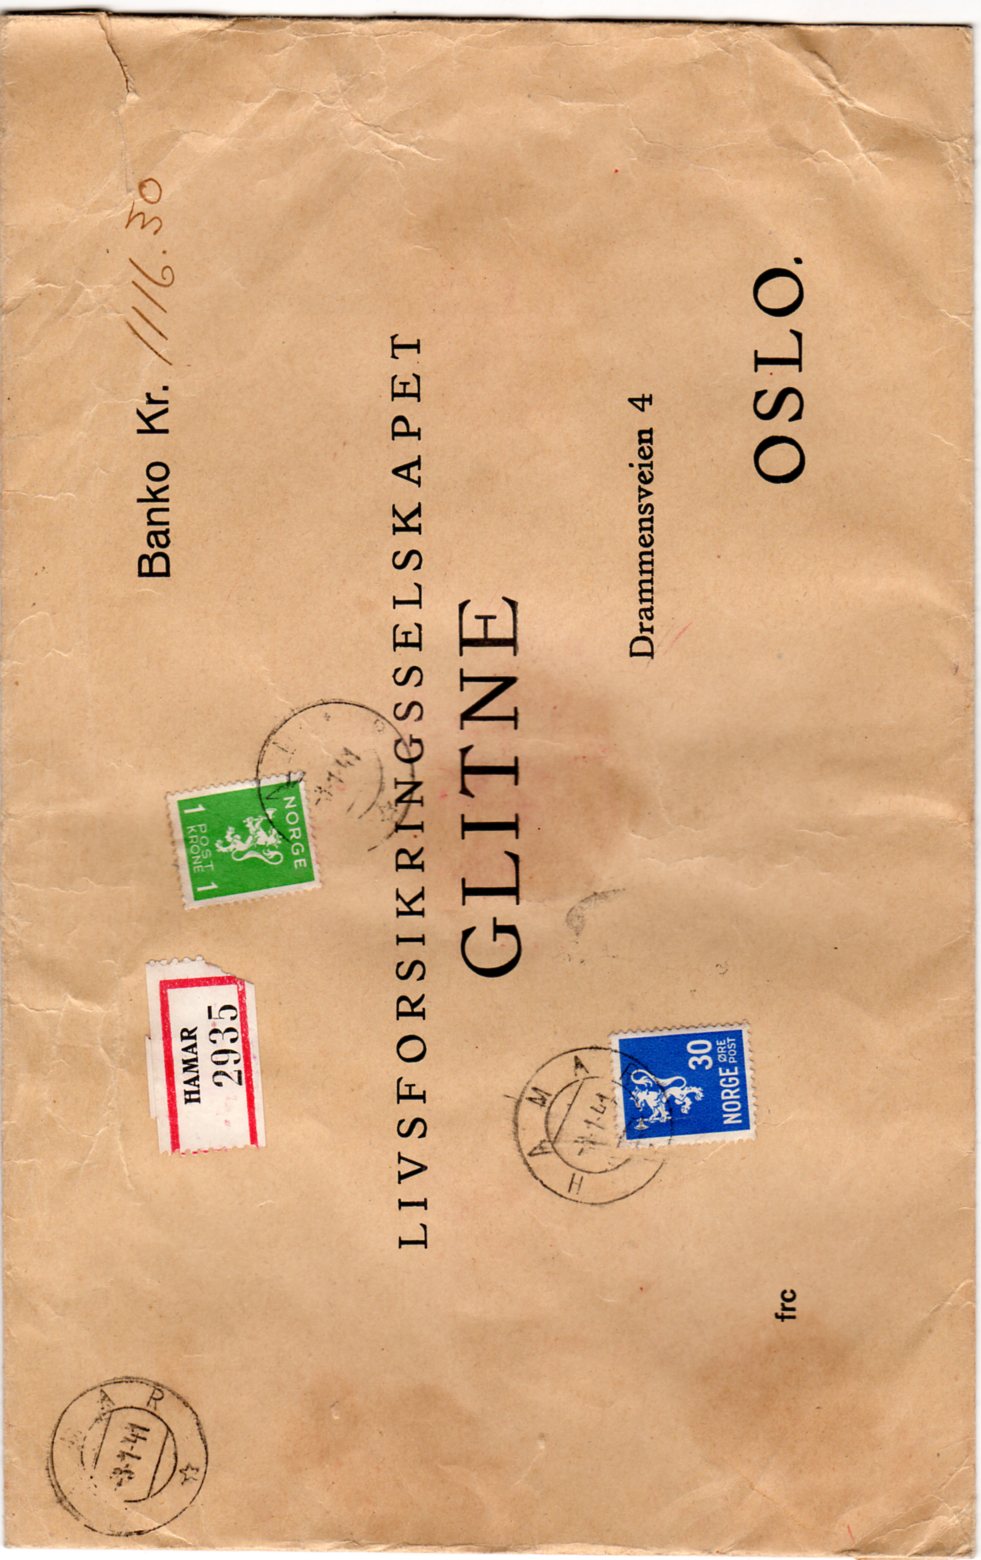 Banko Kr. 1116.30
NORGE
1 POST 1
KRONE
HAMAR
2935
LIVSFORSIKRINGSSELSKAPET
GLITNE
Drammensveien 4
OSLO.
HAMAR
NORGE 30
ØRE
POST
frc